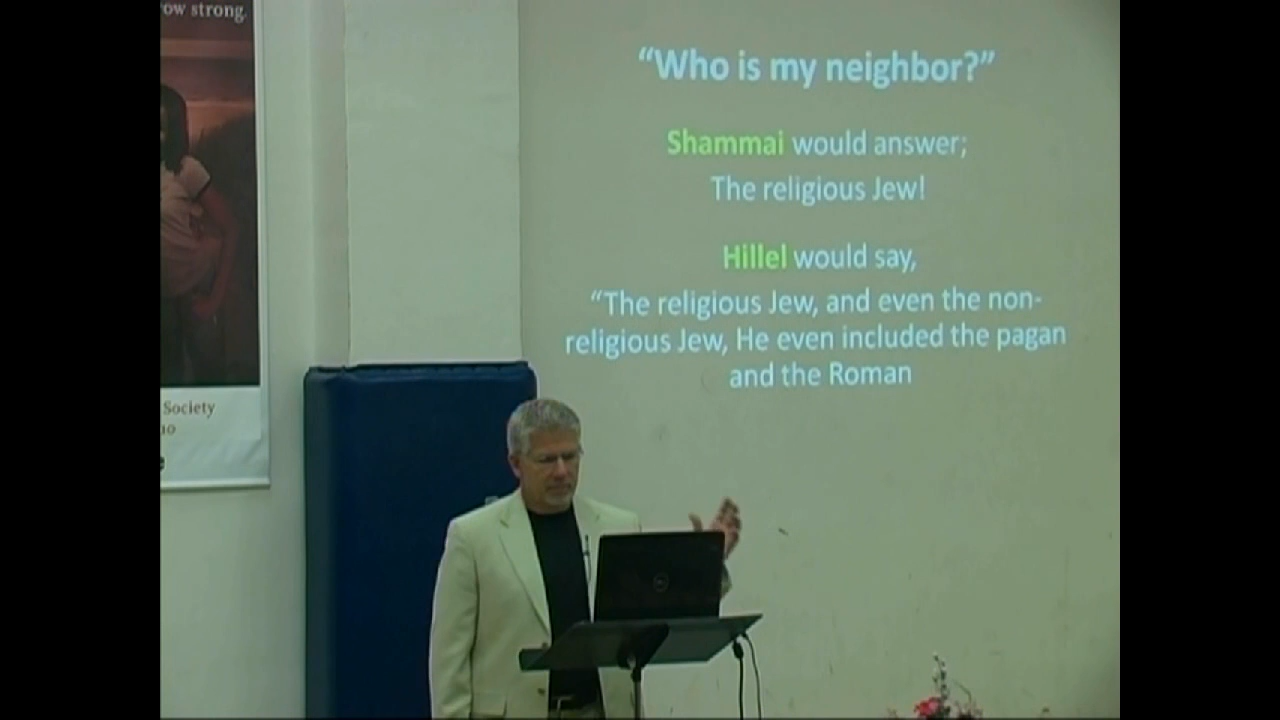 ow strong.
“Who is my neighbor?”
Shammai would answer;
The religious Jew!
Hillel would say,
“The religious Jew, and even the non-
religious Jew, He even included the pagan
and the Roman
Society